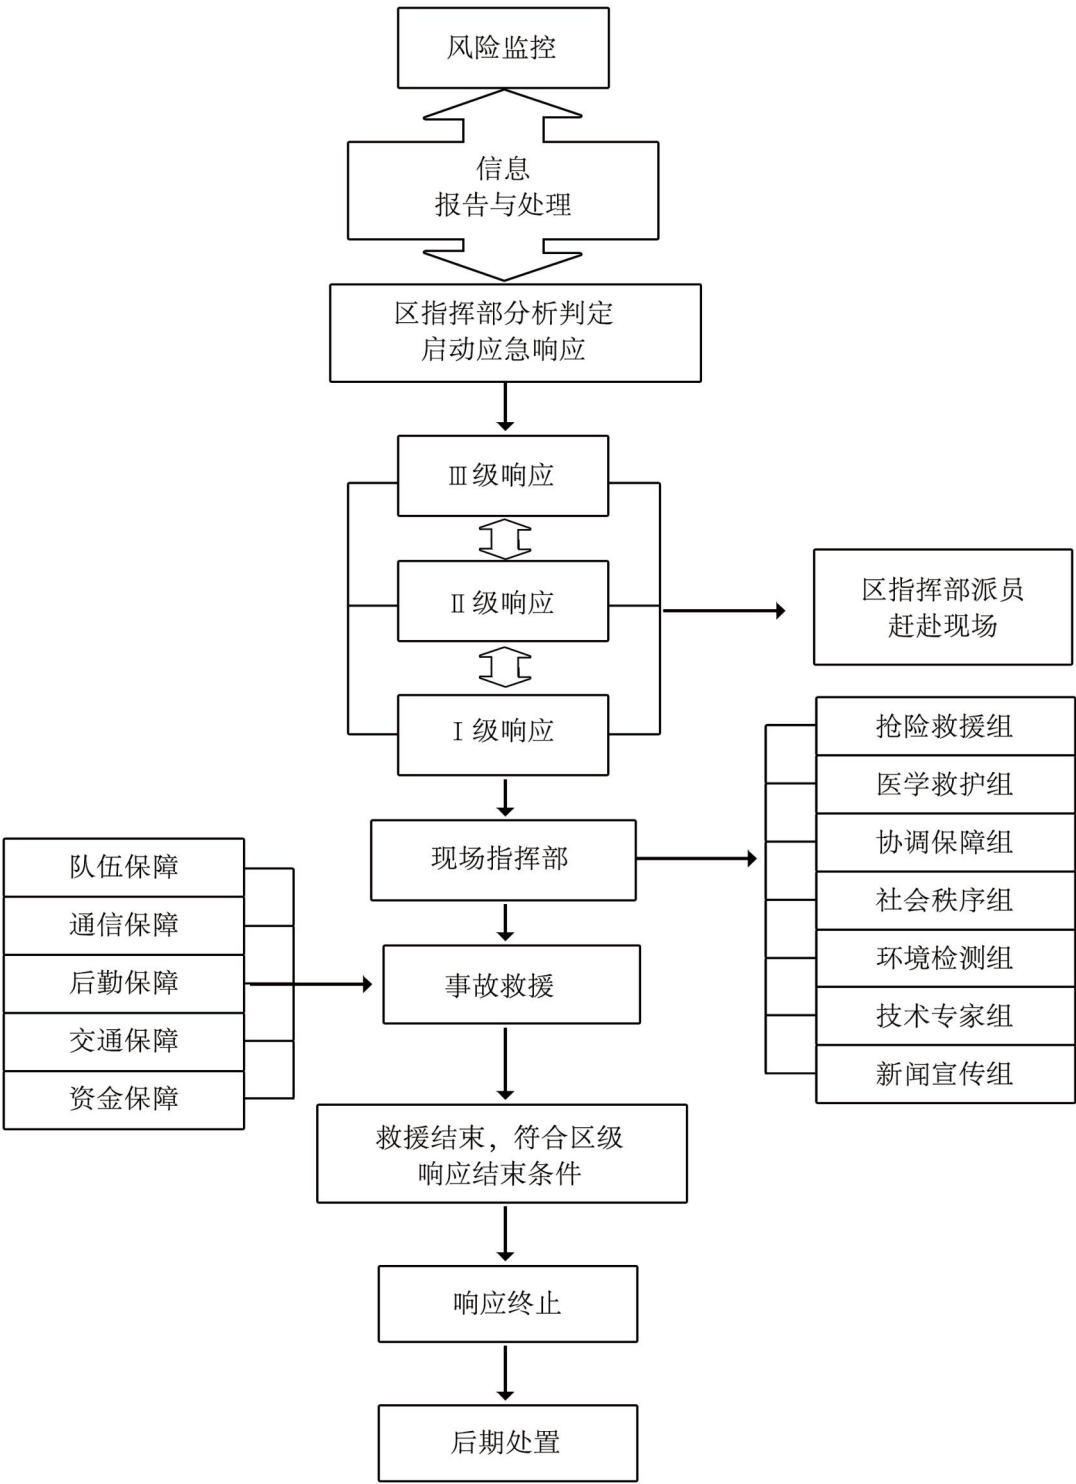 风险监控
信息
报告与处理
区指挥部分析判定
启动应急响应
Ⅲ级响应
Ⅱ级响应
Ⅰ级响应
区指挥部派员
赶赴现场
现场指挥部
抢险救援组
医学救护组
协调保障组
社会秩序组
环境检测组
技术专家组
新闻宣传组
队伍保障
通信保障
后勤保障
交通保障
资金保障
事故救援
救援结束，符合区级
响应结束条件
响应终止
后期处置